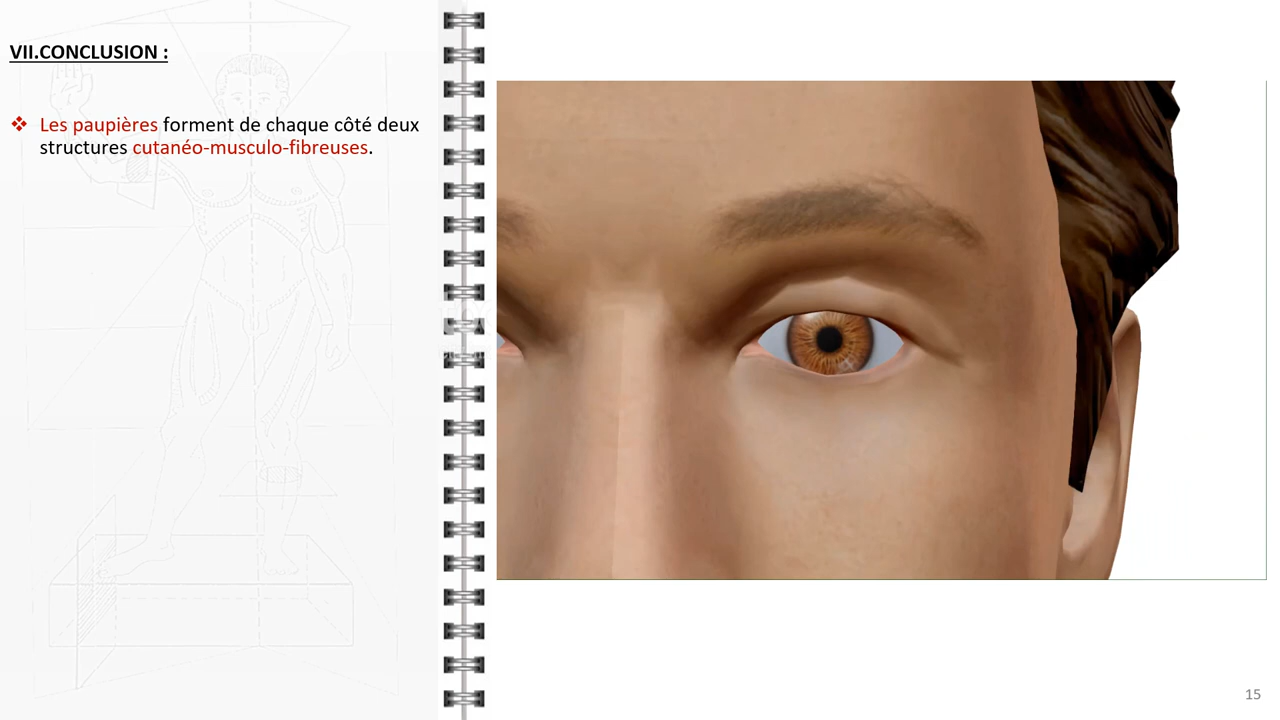 VII.CONCLUSION :
❖ Les paupières forment de chaque côté deux
structures cutanéo-musculo-fibreuses.
15